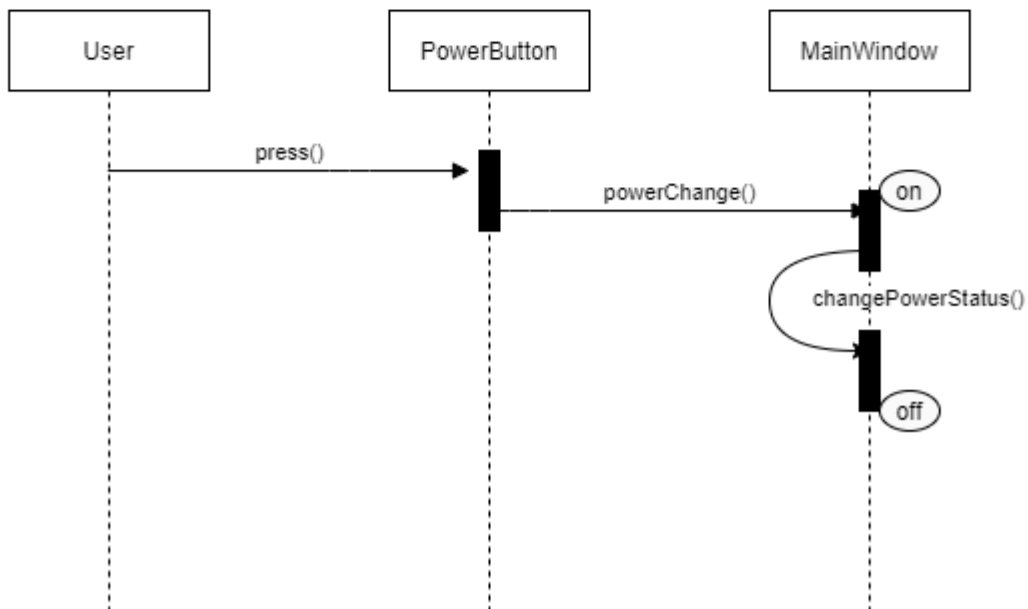 User
PowerButton
MainWindow
press()
powerChange()
on
changePowerStatus()
off